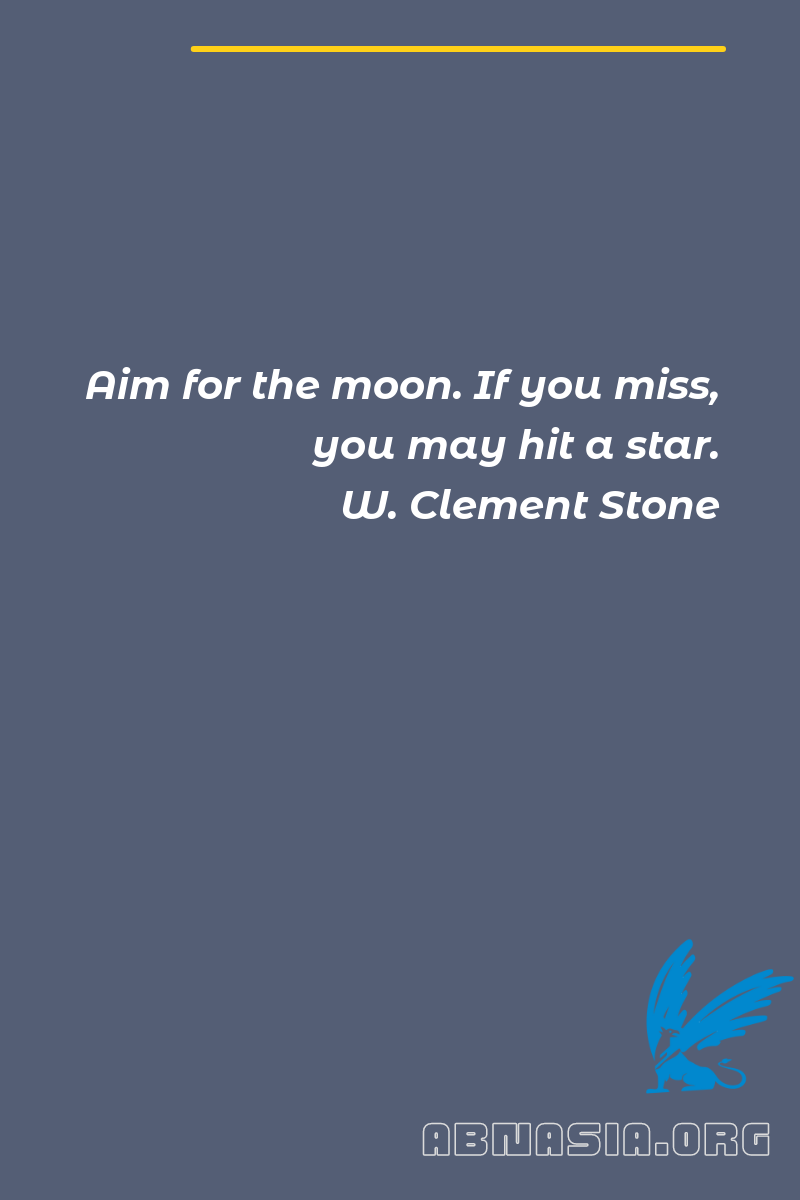 Aim for the moon. If you miss,
you may hit a star.
W. Clement Stone
ABNASIA.ORG